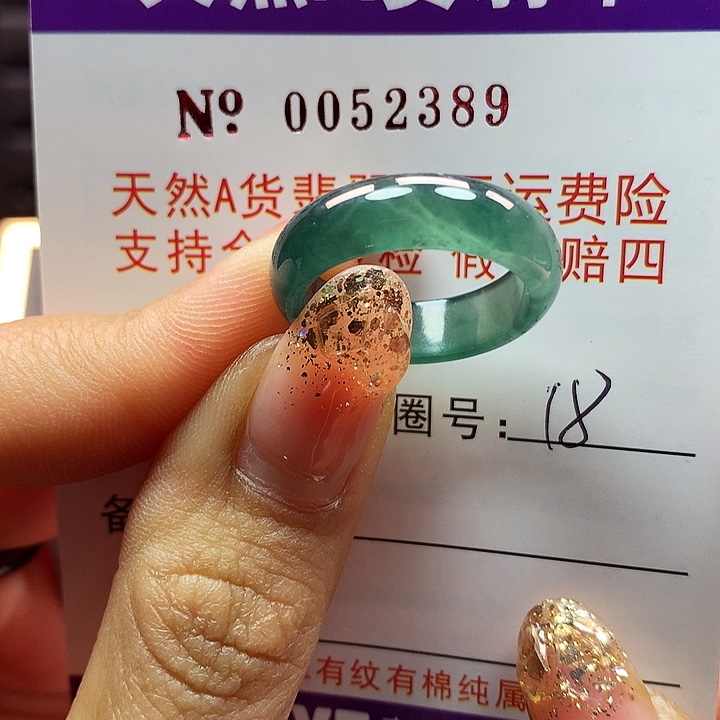 No 0052389
天然A货翡 运费险
支持 检 假 赔四
圈号: 18
备
有纹有棉纯属